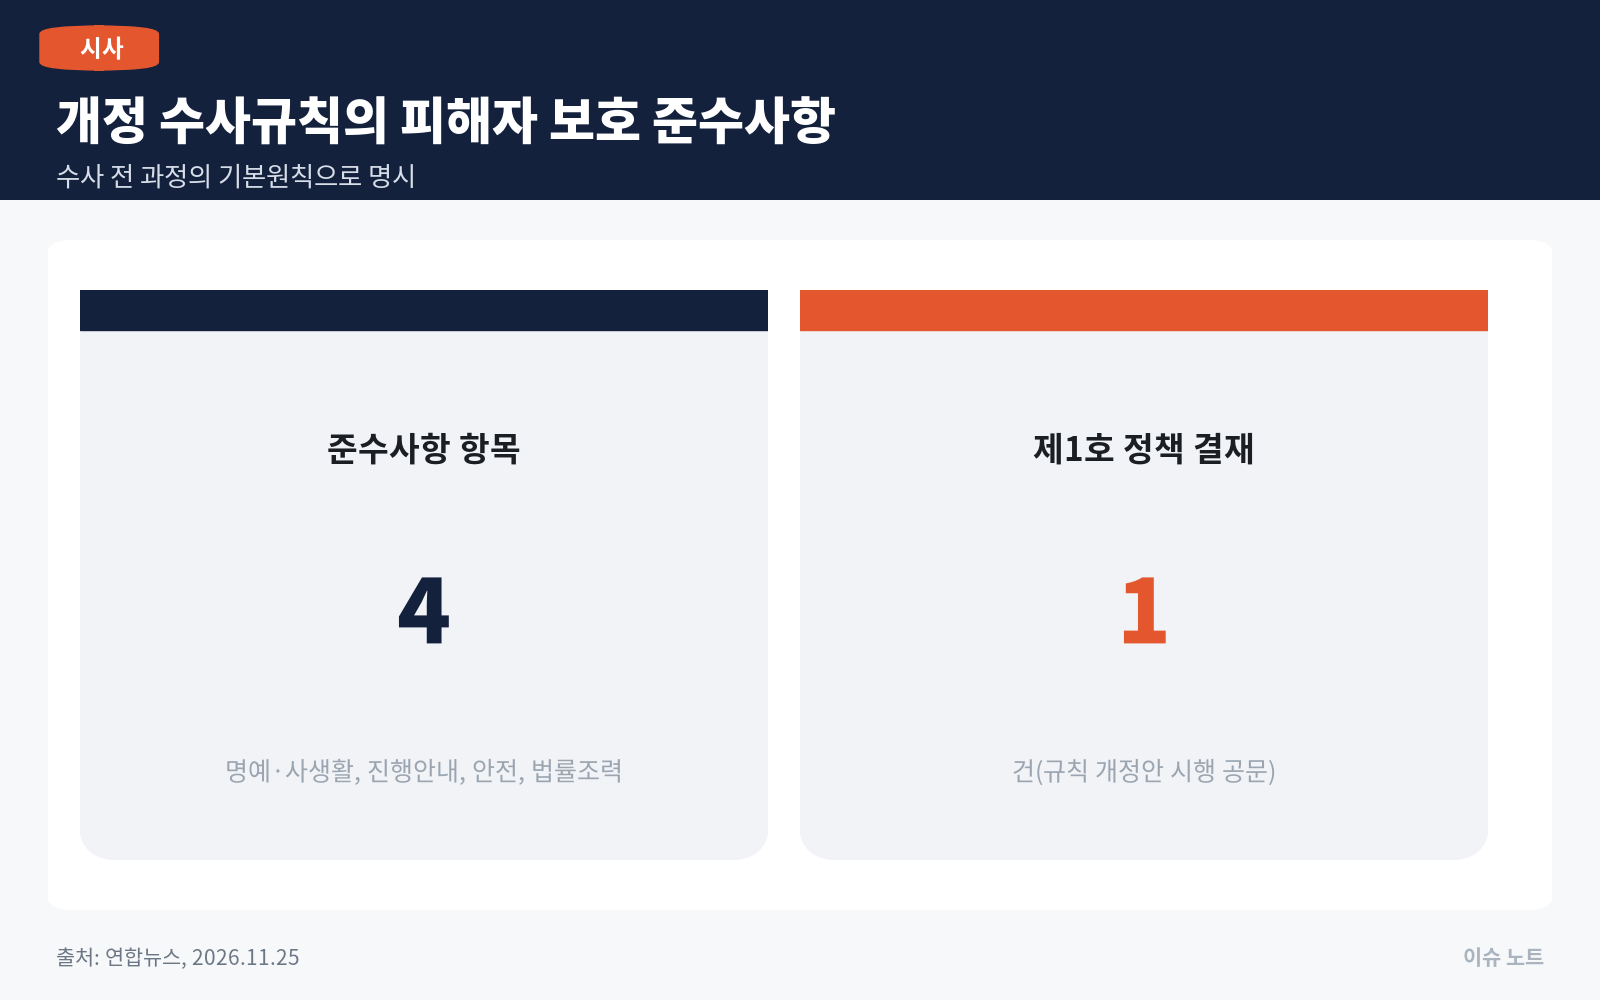 시사
개정 수사규칙의 피해자 보호 준수사항
수사 전 과정의 기본원칙으로 명시
준수사항 항목
4
명예·사생활, 진행안내, 안전, 법률조력
제1호 정책 결재
1
건(규칙 개정안 시행 공문)
출처: 연합뉴스, 2026.11.25
이슈 노트